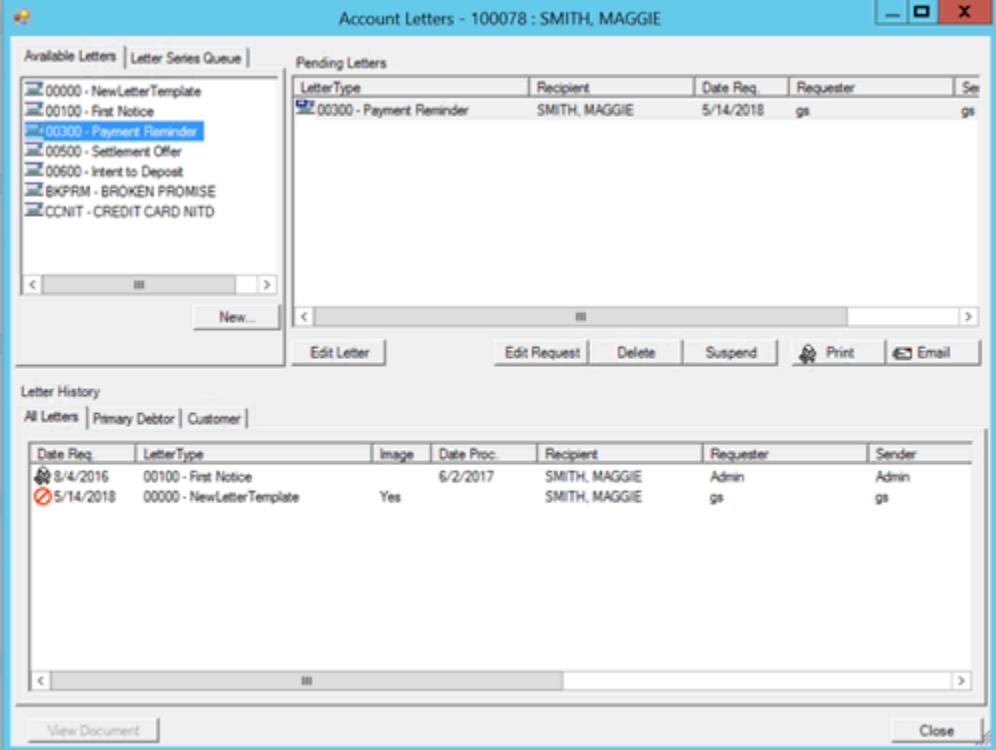 Account Letters - 100078 : SMITH, MAGGIE
X
Available Letters Letter Series Queue
00000 - NewLetterTemplate
00100 - First Notice
00300 - Payment Reminder
00500 - Settlement Offer
00600 - Intent to Deposit
BKPRM - BROKEN PROMISE
CCNIT - CREDIT CARD NITD
New...
Pending Letters
LetterType Recipient Date Req. Requester Se
00300 - Payment Reminder SMITH, MAGGIE 5/14/2018 gs gs
Edit Letter Edit Request Delete Suspend Print Email
Letter History
All Letters Primary Debtor Customer
Date Req. LetterType Image Date Proc. Recipient Requester Sender
8/4/2016 00100 - First Notice 6/2/2017 SMITH, MAGGIE Admin Admin
5/14/2018 00000 - NewLetterTemplate Yes SMITH, MAGGIE gs gs
View Document Close